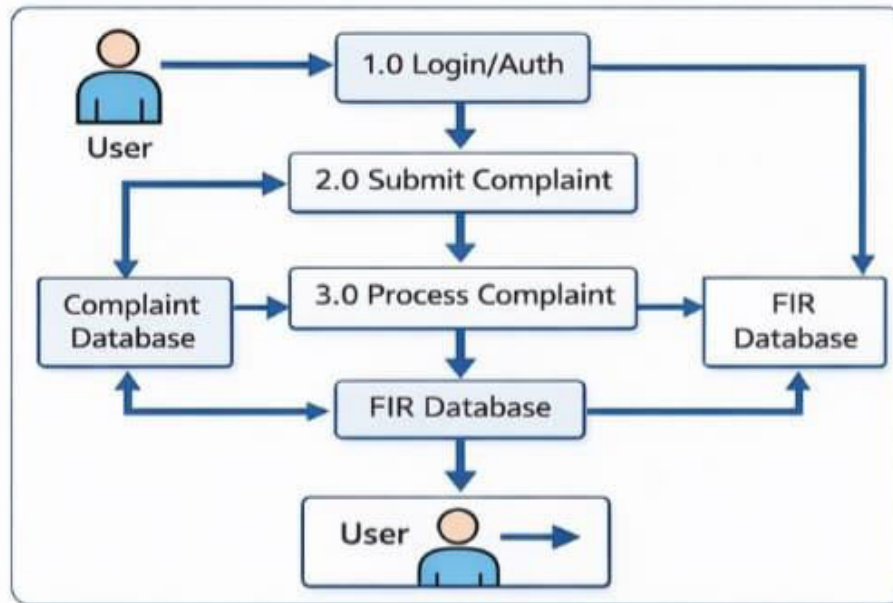 1.0 Login/Auth
User
2.0 Submit Complaint
Complaint
Database
3.0 Process Complaint
FIR
Database
FIR Database
User